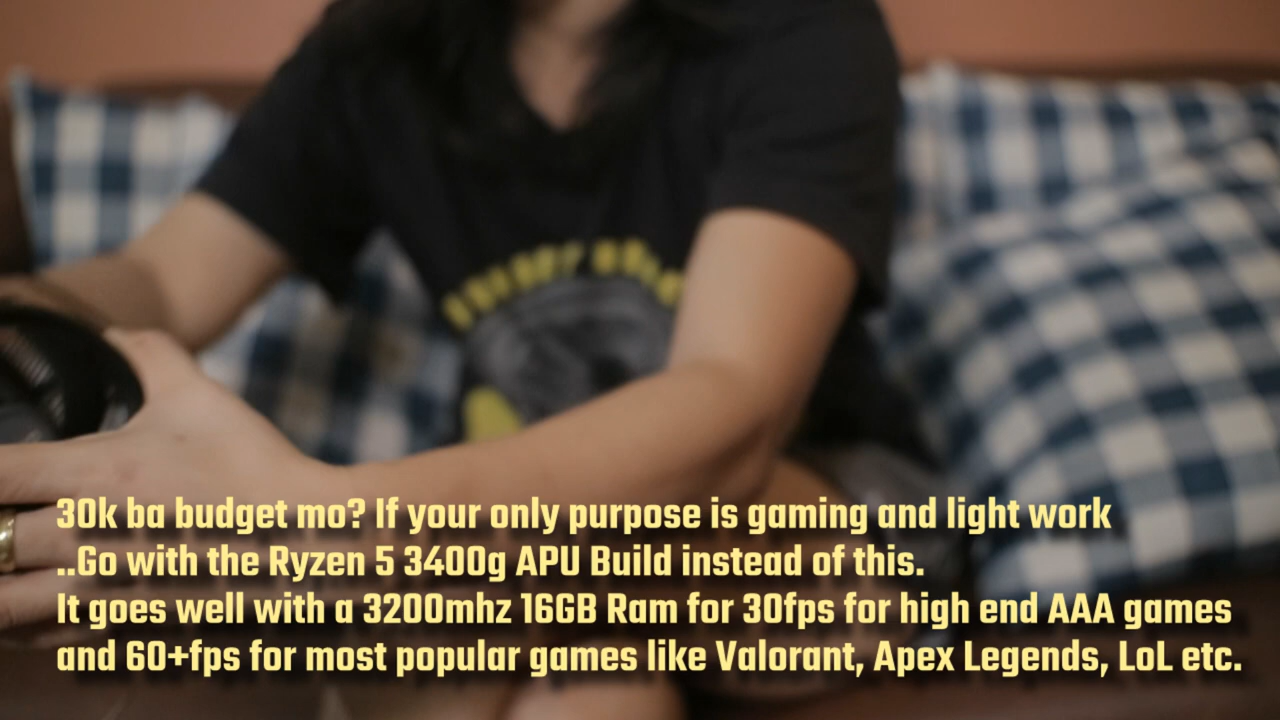 30k ba budget mo? If your only purpose is gaming and light work
..Go with the Ryzen 5 3400g APU Build instead of this.
It goes well with a 3200mhz 16GB Ram for 30fps for high end AAA games
and 60+fps for most popular games like Valorant, Apex Legends, LoL etc.